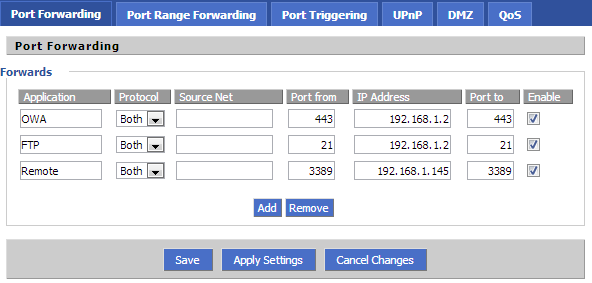 Port Forwarding Port Range Forwarding Port Triggering UPnP DMZ QoS
Port Forwarding
Forwards
Application Protocol Source Net Port from IP Address Port to Enable
OWA Both 443 192.168.1.2 443
FTP Both 21 192.168.1.2 21
Remote Both 3389 192.168.1.145 3389
Add Remove
Save Apply Settings Cancel Changes